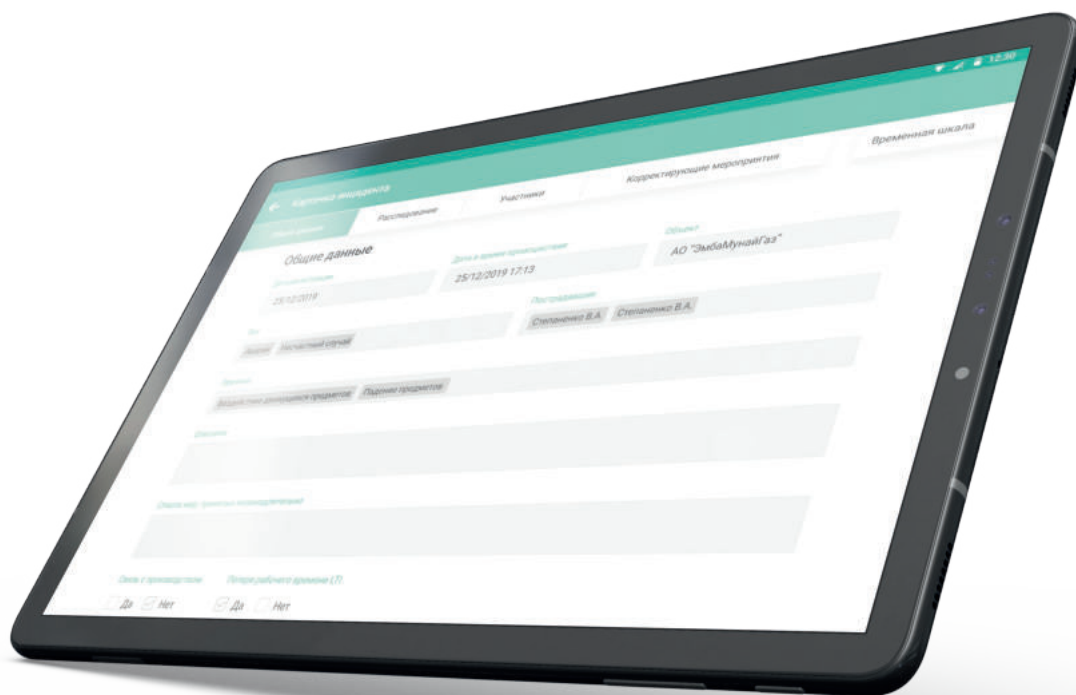 12:30
Карточка инцидента
Общие данные
Расследование
Участники
Корректирующие мероприятия
Временная шкала
Общие данные
25/12/2019
Дата и время происшествия
25/12/2019 17:13
Объект
АО "ЭмбаМунайГаз"
Тип
Несчастный случай
Пострадавшие
Степаненко В.А. Степаненко В.А.
Воздействие движущихся предметов Падение предметов
Связь с производством
Да Нет
Потеря рабочего времени LTI
Да Нет